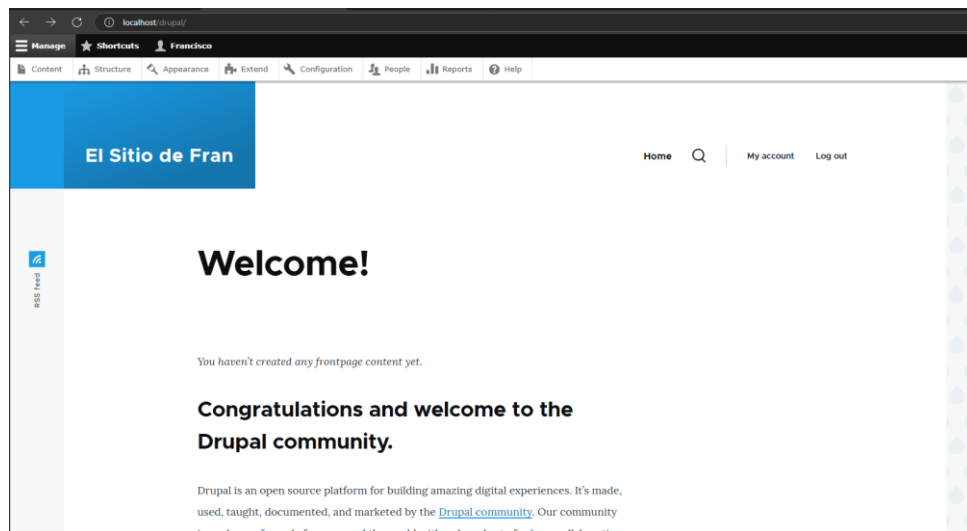 localhost/drupal/
Manage Shortcuts Francisco
Content Structure Appearance Extend Configuration People Reports Help
El Sitio de Fran
Home My account Log out
RSS feed
Welcome!
You haven't created any frontpage content yet.
Congratulations and welcome to the
Drupal community.
Drupal is an open source platform for building amazing digital experiences. It's made,
used, taught, documented, and marketed by the Drupal community. Our community